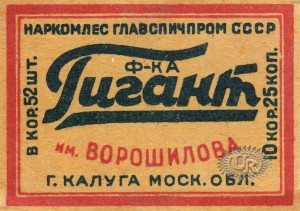 НАРКОМЛЕС ГЛАВСПИЧПРОМ СССР
Ф-КА
Гигант
им. ВОРОШИЛОВА
Г. КАЛУГА МОСК. ОБЛ.
В КОР. 52 ШТ.
10 КОР. 25 КОП.